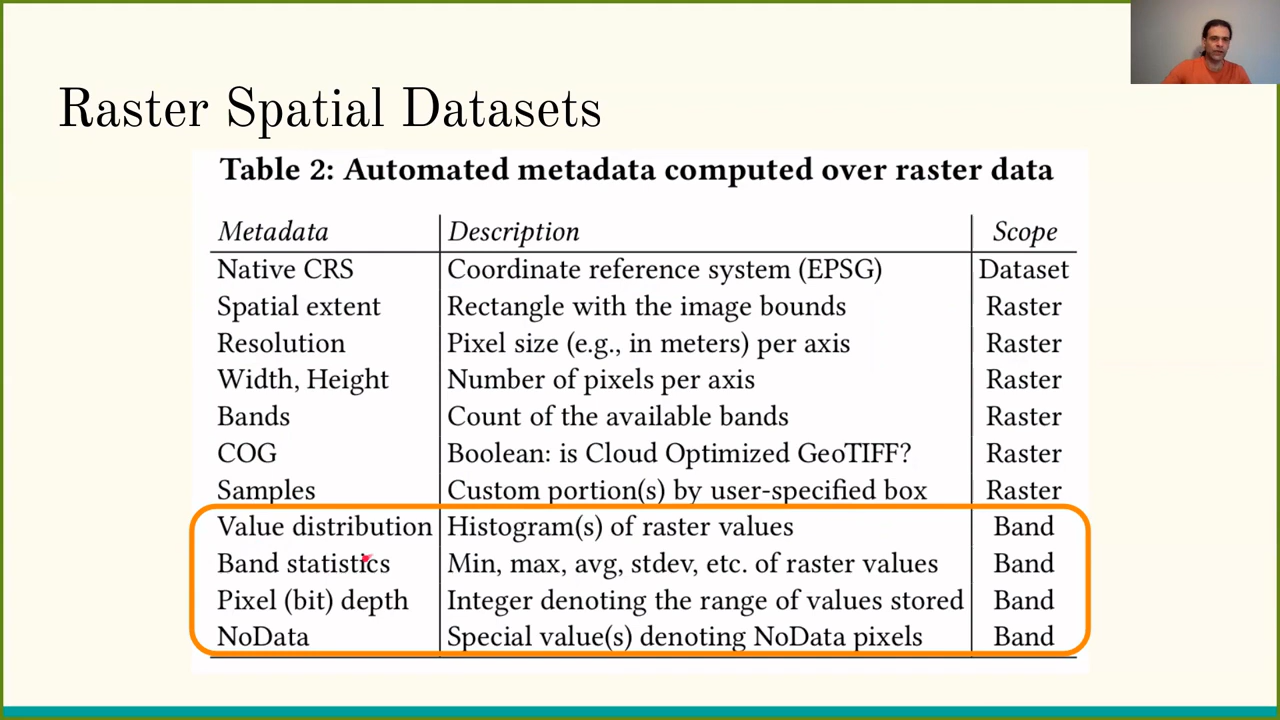 Raster Spatial Datasets
Table 2: Automated metadata computed over raster data
Metadata Description Scope
Native CRS Coordinate reference system (EPSG) Dataset
Spatial extent Rectangle with the image bounds Raster
Resolution Pixel size (e.g., in meters) per axis Raster
Width, Height Number of pixels per axis Raster
Bands Count of the available bands Raster
COG Boolean: is Cloud Optimized GeoTIFF? Raster
Samples Custom portion(s) by user-specified box Raster
Value distribution Histogram(s) of raster values Band
Band statistics Min, max, avg, stdev, etc. of raster values Band
Pixel (bit) depth Integer denoting the range of values stored Band
NoData Special value(s) denoting NoData pixels Band